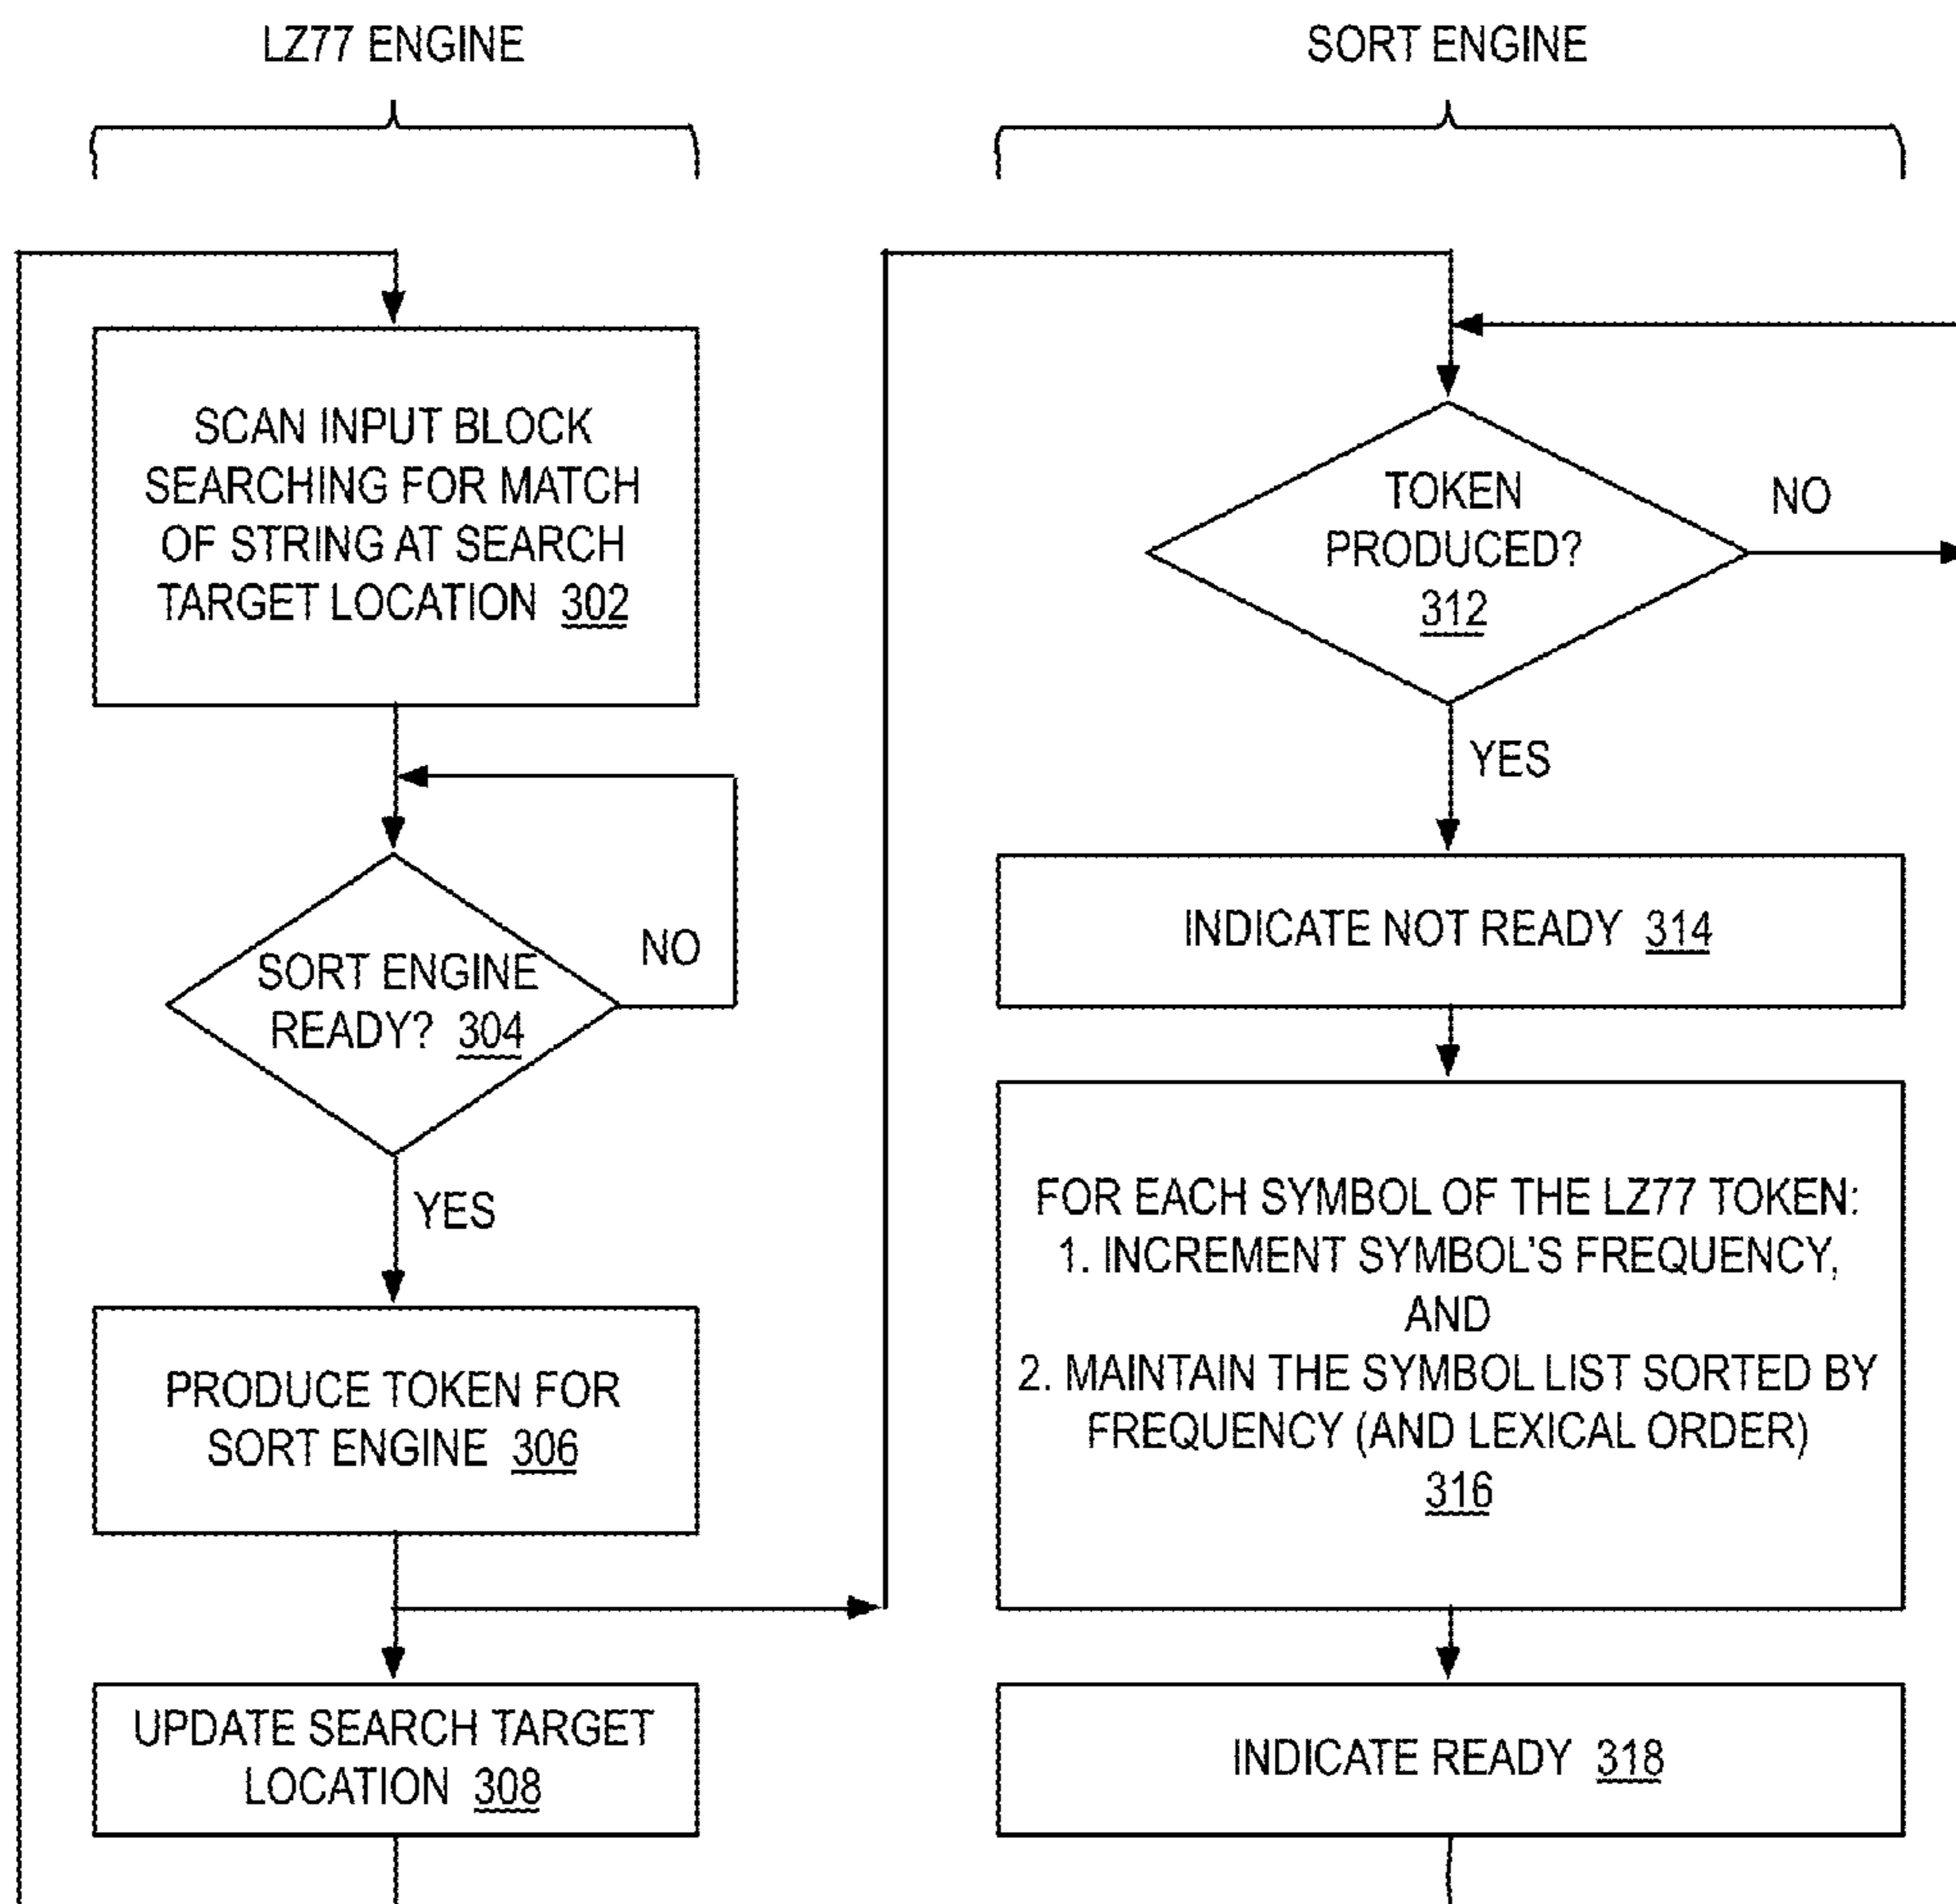 LZ77 ENGINE
SCAN INPUT BLOCK
SEARCHING FOR MATCH
OF STRING AT SEARCH
TARGET LOCATION 302
SORT ENGINE
READY? 304
NO
YES
PRODUCE TOKEN FOR
SORT ENGINE 306
UPDATE SEARCH TARGET
LOCATION 308
SORT ENGINE
TOKEN
PRODUCED?
312
NO
YES
INDICATE NOT READY 314
FOR EACH SYMBOL OF THE LZ77 TOKEN:
1. INCREMENT SYMBOL'S FREQUENCY,
AND
2. MAINTAIN THE SYMBOL LIST SORTED BY
FREQUENCY (AND LEXICAL ORDER)
316
INDICATE READY 318